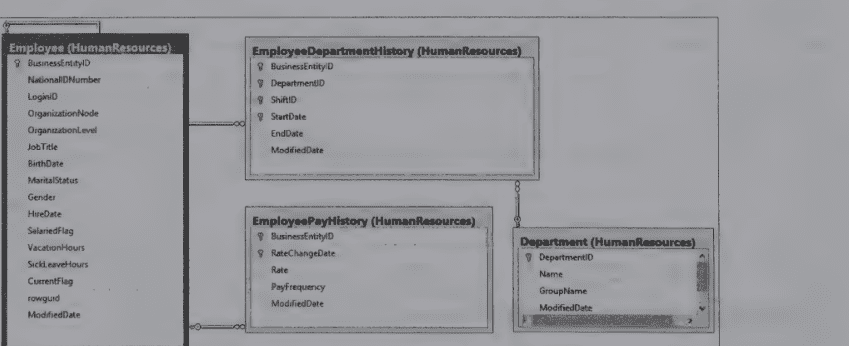 Employee (HumanResources)
BusinessEntityID
NationalIDNumber
LoginID
OrganizationNode
OrganizationLevel
JobTitle
BirthDate
MaritalStatus
Gender
HireDate
SalariedFlag
VacationHours
SickLeaveHours
CurrentFlag
rowguid
ModifiedDate
EmployeeDepartmentHistory (HumanResources)
BusinessEntityID
DepartmentID
ShiftID
StartDate
EndDate
ModifiedDate
EmployeePayHistory (HumanResources)
BusinessEntityID
RateChangeDate
Rate
PayFrequency
ModifiedDate
Department (HumanResources)
DepartmentID
Name
GroupName
ModifiedDate